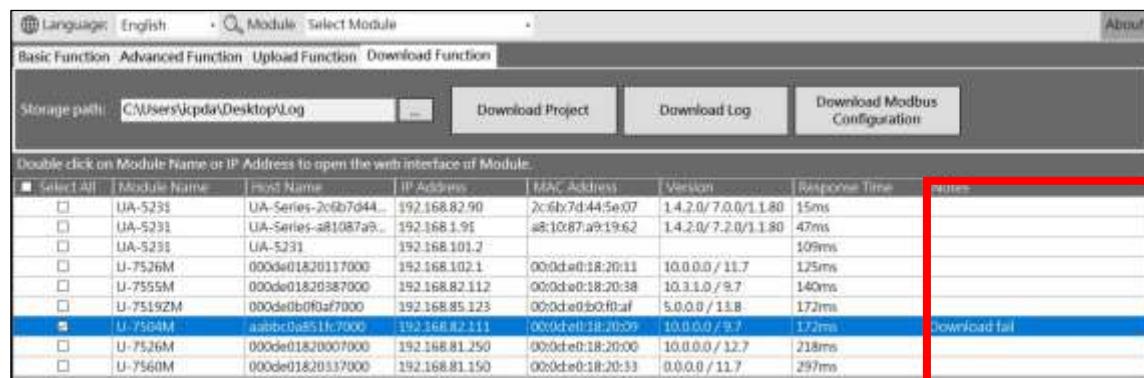 Language: English Module Select Module About
Basic Function Advanced Function Upload Function Download Function
Storage path: C:\Users\icpda\Desktop\Log ... Download Project Download Log Download Modbus Configuration
Double click on Module Name or IP Address to open the web interface of Module.
Select All Module Name Host Name IP Address MAC Address Version Response Time Notes
UA-5231 UA-Series-2c6b7d44... 192.168.82.90 2c:6b:7d:44:5e:07 1.4.2.0/ 7.0.0/1.1.80 15ms
UA-5231 UA-Series-a81087a9... 192.168.1.91 a8:10:87:a9:19:62 1.4.2.0/ 7.2.0/1.1.80 47ms
UA-5231 UA-5231 192.168.101.2 109ms
U-7526M 000de01820117000 192.168.102.1 00:0d:e0:18:20:11 10.0.0.0 / 11.7 125ms
U-7555M 000de01820387000 192.168.82.112 00:0d:e0:18:20:38 10.3.1.0 / 9.7 140ms
U-7519ZM 000de0b0f0af7000 192.168.85.123 00:0d:e0:b0:f0:af 5.0.0.0 / 13.8 172ms
U-7504M aabbc0a851fc7000 192.168.82.111 00:0d:e0:18:20:09 10.0.0.0 / 9.7 172ms Download fail
U-7526M 000de01820007000 192.168.81.250 00:0d:e0:18:20:00 10.0.0.0 / 12.7 218ms
U-7560M 000de01820337000 192.168.81.150 00:0d:e0:18:20:33 0.0.0.0 / 11.7 297ms